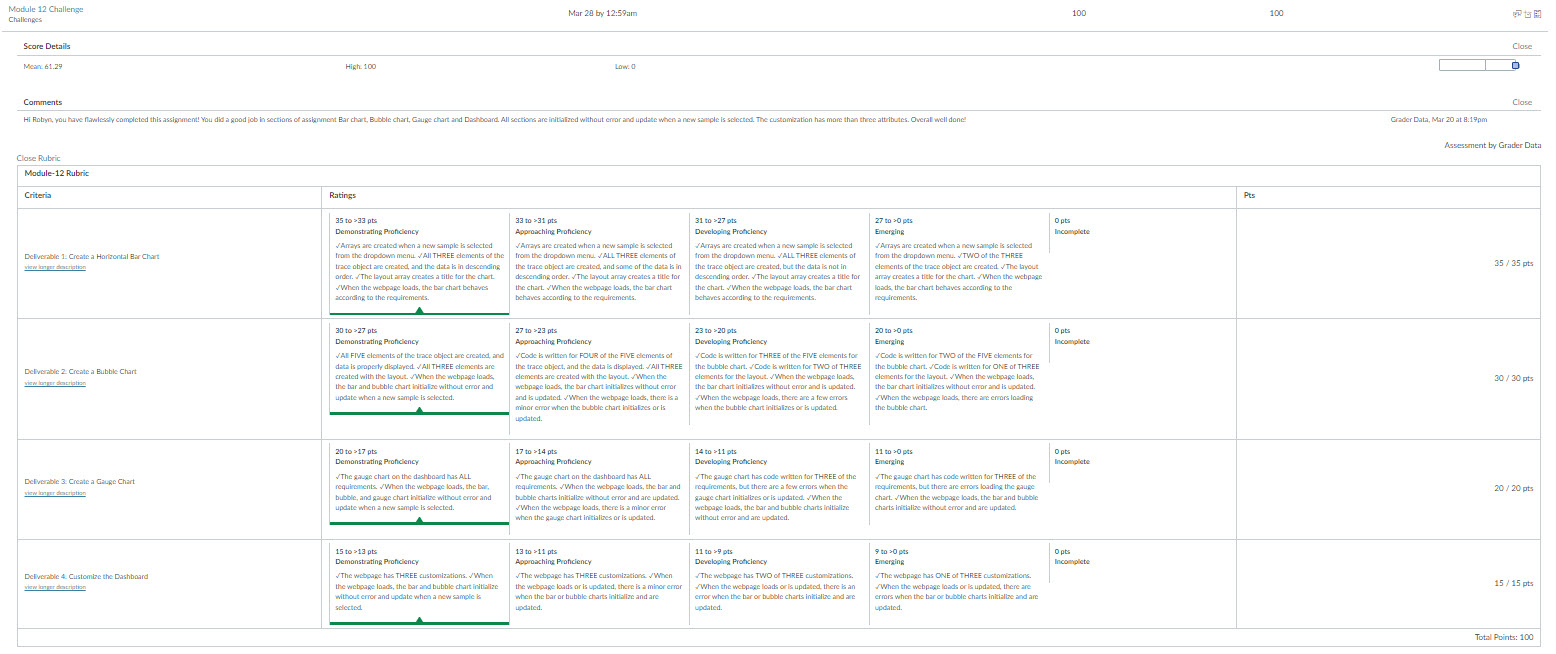 Module 12 Challenge
Challenges
Mar 28 by 12:59am
100
100
Score Details
Close
Mean: 61.29
High: 100
Low: 0
Comments
Close
Hi Robyn, you have flawlessly completed this assignment! You did a good job in sections of assignment Bar chart, Bubble chart, Gauge chart and Dashboard. All sections are initialized without error and update when a new sample is selected. The customization has more than three attributes. Overall well done!
Grader Data, Mar 20 at 8:19pm
Assessment by Grader Data
Close Rubric
Module-12 Rubric
Criteria
Ratings
Pts
Deliverable 1: Create a Horizontal Bar Chart
view longer description
35 to >33 pts
Demonstrating Proficiency
✓Arrays are created when a new sample is selected
from the dropdown menu. ✓All THREE elements of the
trace object are created, and the data is in descending
order. ✓The layout array creates a title for the chart.
✓When the webpage loads, the bar chart behaves
according to the requirements.
33 to >31 pts
Approaching Proficiency
✓Arrays are created when a new sample is selected
from the dropdown menu. ✓ALL THREE elements of
the trace object are created, and some of the data is in
descending order. ✓The layout array creates a title for
the chart. ✓When the webpage loads, the bar chart
behaves according to the requirements.
31 to >27 pts
Developing Proficiency
✓Arrays are created when a new sample is selected
from the dropdown menu. ✓ALL THREE elements of
the trace object are created, but the data is not in
descending order. ✓The layout array creates a title for
the chart. ✓When the webpage loads, the bar chart
behaves according to the requirements.
27 to >0 pts
Emerging
✓Arrays are created when a new sample is selected
from the dropdown menu. ✓TWO of the THREE
elements of the trace object are created. ✓The layout
array creates a title for the chart. ✓When the webpage
loads, the bar chart behaves according to the
requirements.
0 pts
Incomplete
35 / 35 pts
Deliverable 2: Create a Bubble Chart
view longer description
30 to >27 pts
Demonstrating Proficiency
✓All FIVE elements of the trace object are created, and
data is properly displayed. ✓All THREE elements are
created with the layout. ✓When the webpage loads,
the bar and bubble chart initialize without error and
update when a new sample is selected.
27 to >23 pts
Approaching Proficiency
✓Code is written for FOUR of the FIVE elements of
the trace object, and the data is displayed. ✓All THREE
elements are created with the layout. ✓When the
webpage loads, the bar chart initializes without error
and is updated. ✓When the webpage loads, there is a
minor error when the bubble chart initializes or is
updated.
23 to >20 pts
Developing Proficiency
✓Code is written for THREE of the FIVE elements for
the bubble chart. ✓Code is written for TWO of THREE
elements for the layout. ✓When the webpage loads,
the bar chart initializes without error and is updated.
✓When the webpage loads, there are a few errors
when the bubble chart initializes or is updated.
20 to >0 pts
Emerging
✓Code is written for TWO of the FIVE elements for
the bubble chart. ✓Code is written for ONE of THREE
elements for the layout. ✓When the webpage loads,
the bar chart initializes without error and is updated.
✓When the webpage loads, there are errors loading
the bubble chart.
0 pts
Incomplete
30 / 30 pts
Deliverable 3: Create a Gauge Chart
view longer description
20 to >17 pts
Demonstrating Proficiency
✓The gauge chart on the dashboard has ALL
requirements. ✓When the webpage loads, the bar,
bubble, and gauge chart initialize without error and
update when a new sample is selected.
17 to >14 pts
Approaching Proficiency
✓The gauge chart on the dashboard has ALL
requirements. ✓When the webpage loads, the bar and
bubble charts initialize without error and are updated.
✓When the webpage loads, there is a minor error
when the gauge chart initializes or is updated.
14 to >11 pts
Developing Proficiency
✓The gauge chart has code written for THREE of the
requirements, but there are a few errors when the
gauge chart initializes or is updated. ✓When the
webpage loads, the bar and bubble charts initialize
without error and are updated.
11 to >0 pts
Emerging
✓The gauge chart has code written for THREE of the
requirements, but there are errors loading the gauge
chart. ✓When the webpage loads, the bar and bubble
charts initialize without error and are updated.
0 pts
Incomplete
20 / 20 pts
Deliverable 4: Customize the Dashboard
view longer description
15 to >13 pts
Demonstrating Proficiency
✓The webpage has THREE customizations. ✓When
the webpage loads, the bar and bubble chart initialize
without error and update when a new sample is
selected.
13 to >11 pts
Approaching Proficiency
✓The webpage has THREE customizations. ✓When
the webpage loads or is updated, there is a minor error
when the bar or bubble charts initialize and are
updated.
11 to >9 pts
Developing Proficiency
✓The webpage has TWO of THREE customizations.
✓When the webpage loads or is updated, there is an
error when the bar or bubble charts initialize and are
updated.
9 to >0 pts
Emerging
✓The webpage has ONE of THREE customizations.
✓When the webpage loads or is updated, there are
errors when the bar or bubble charts initialize and are
updated.
0 pts
Incomplete
15 / 15 pts
Total Points: 100